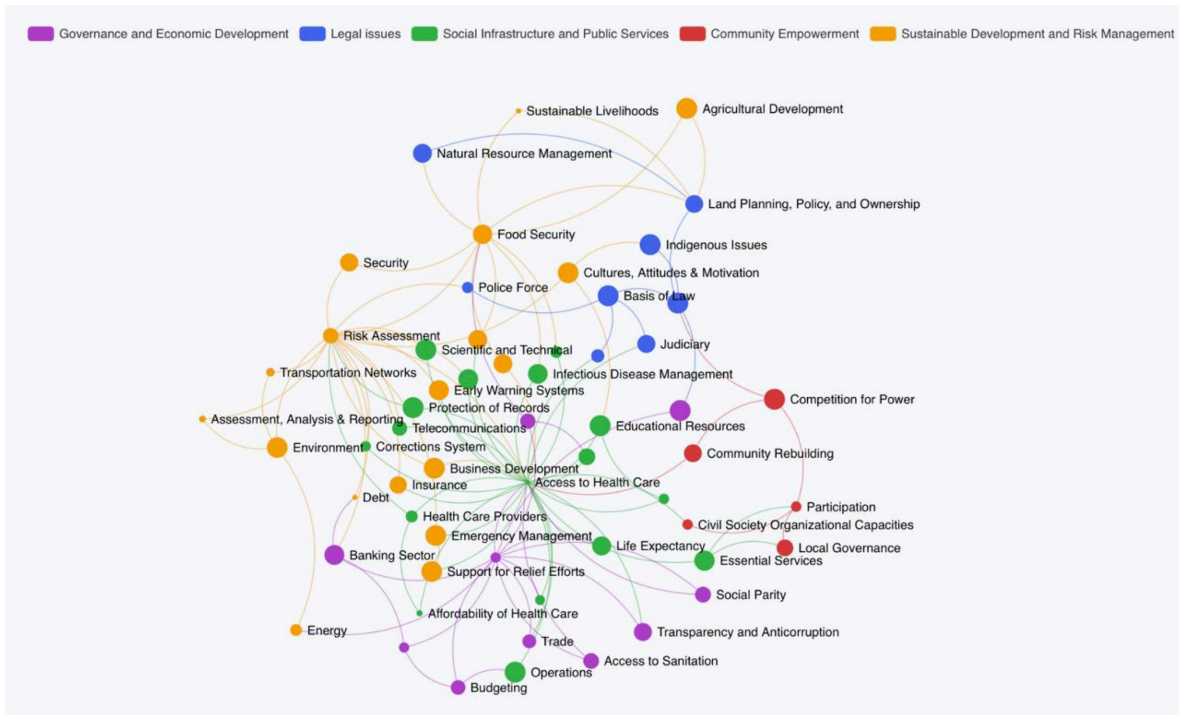 Governance and Economic Development Legal issues Social Infrastructure and Public Services Community Empowerment Sustainable Development and Risk Management
Sustainable Livelihoods
Agricultural Development
Natural Resource Management
Land Planning, Policy, and Ownership
Food Security
Indigenous Issues
Security
Cultures, Attitudes & Motivation
Police Force
Basis of Law
Risk Assessment
Judiciary
Scientific and Technical
Transportation Networks
Infectious Disease Management
Early Warning Systems
Competition for Power
Protection of Records
Assessment, Analysis & Reporting
Telecommunications
Educational Resources
Environment
Corrections System
Community Rebuilding
Business Development
Insurance
Access to Health Care
Debt
Participation
Health Care Providers
Civil Society Organizational Capacities
Emergency Management
Life Expectancy
Local Governance
Banking Sector
Essential Services
Support for Relief Efforts
Social Parity
Affordability of Health Care
Energy
Transparency and Anticorruption
Trade
Access to Sanitation
Operations
Budgeting